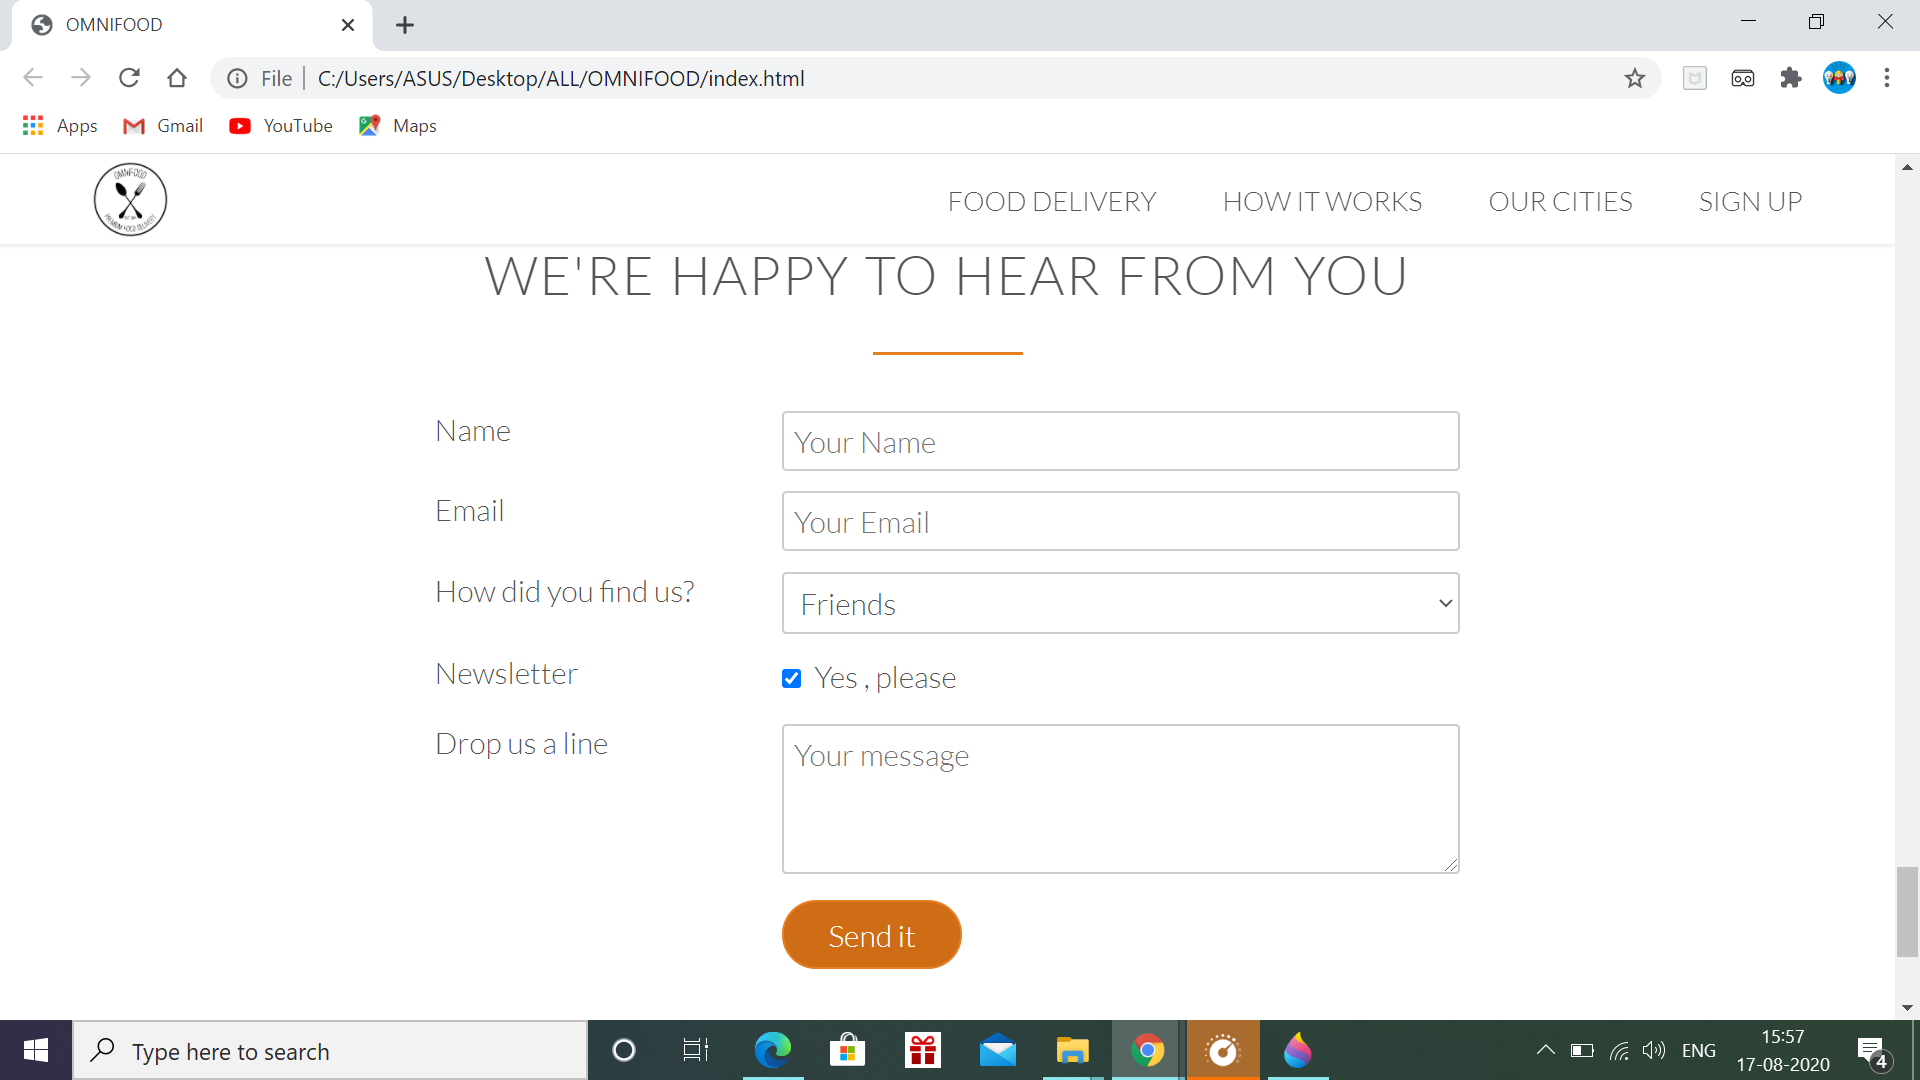 OMNIFOOD
File
C:/Users/ASUS/Desktop/ALL/OMNIFOOD/index.html
Apps
Gmail
YouTube
Maps
OMNIFOOD
PREMIUM FOOD DELIVERY
FOOD DELIVERY
HOW IT WORKS
OUR CITIES
SIGN UP
WE'RE HAPPY TO HEAR FROM YOU
Name
Your Name
Email
Your Email
How did you find us?
Friends
Newsletter
Yes , please
Drop us a line
Your message
Send it
Type here to search
ENG
15:57
17-08-2020
4